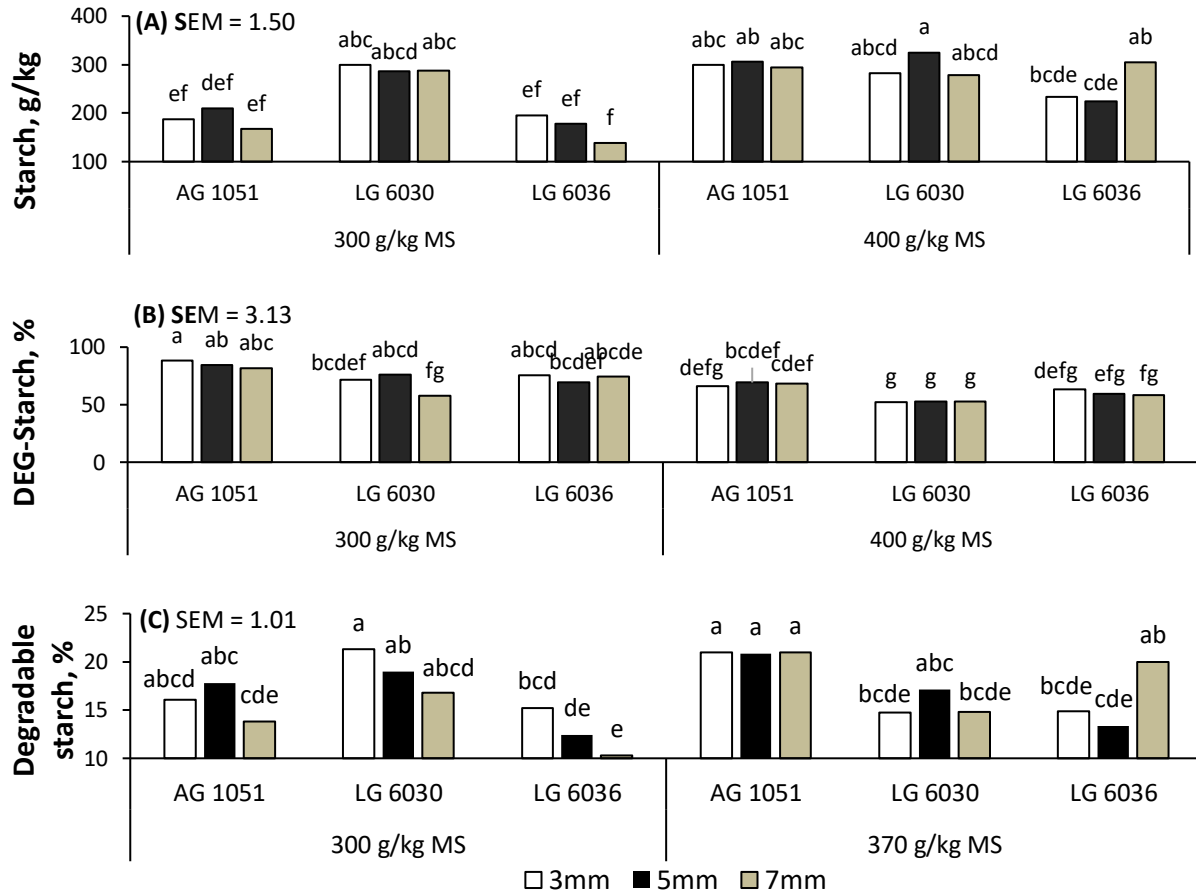 (A) SEM = 1.50
Starch, g/kg
400
300
200
100
ef def ef abc abcd abc ef ef f abc ab abc abcd a abcd bcde cde ab
AG 1051 LG 6030 LG 6036 AG 1051 LG 6030 LG 6036
300 g/kg MS 400 g/kg MS
(B) SEM = 3.13
DEG-Starch, %
100
50
0
a ab abc bcdef abcd fg abcd bcdef abcde defg bcdef cdef g g g defg efg fg
AG 1051 LG 6030 LG 6036 AG 1051 LG 6030 LG 6036
300 g/kg MS 400 g/kg MS
(C) SEM = 1.01
Degradable
starch, %
25
20
15
10
abcd abc cde a ab abcd bcd de e a a a bcde abc bcde bcde cde ab
AG 1051 LG 6030 LG 6036 AG 1051 LG 6030 LG 6036
300 g/kg MS 370 g/kg MS
3mm 5mm 7mm